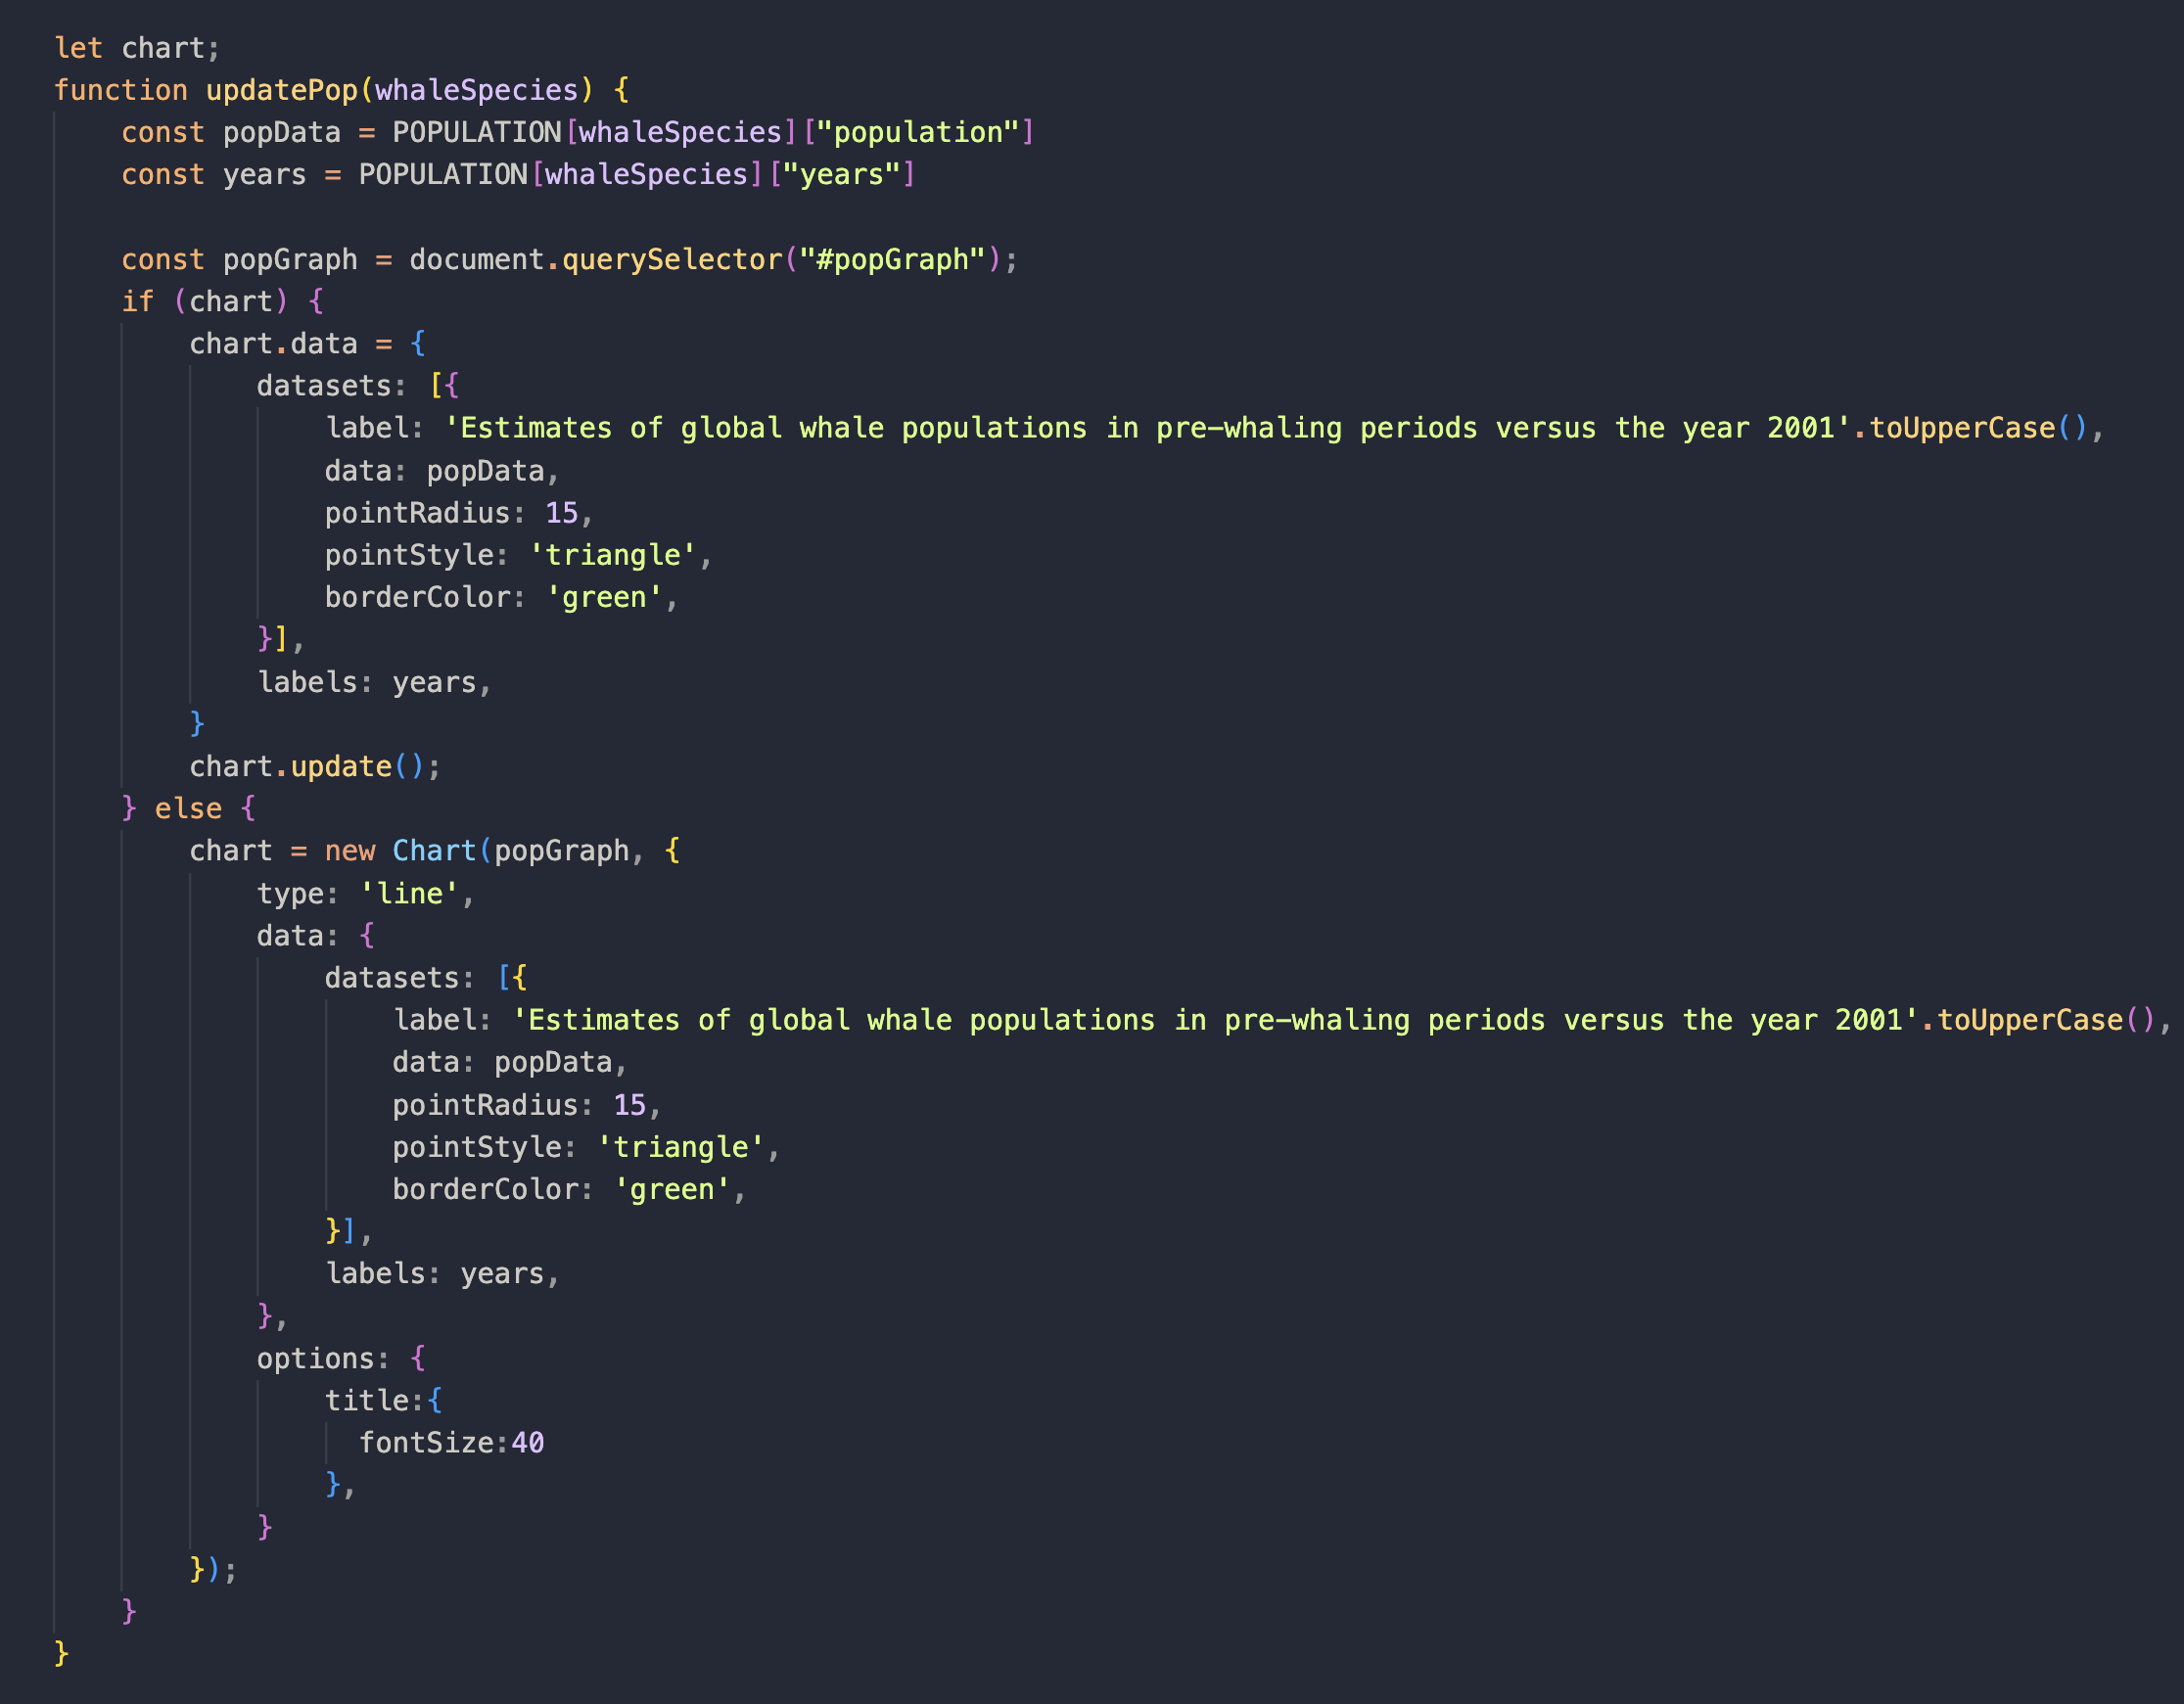 let chart;
function updatePop(whaleSpecies) {
    const popData = POPULATION[whaleSpecies]["population"]
    const years = POPULATION[whaleSpecies]["years"]

    const popGraph = document.querySelector("#popGraph");
    if (chart) {
        chart.data = {
            datasets: [{
                label: 'Estimates of global whale populations in pre-whaling periods versus the year 2001'.toUpperCase(),
                data: popData,
                pointRadius: 15,
                pointStyle: 'triangle',
                borderColor: 'green',
            }],
            labels: years,
        }
        chart.update();
    } else {
        chart = new Chart(popGraph, {
            type: 'line',
            data: {
                datasets: [{
                    label: 'Estimates of global whale populations in pre-whaling periods versus the year 2001'.toUpperCase(),
                    data: popData,
                    pointRadius: 15,
                    pointStyle: 'triangle',
                    borderColor: 'green',
                }],
                labels: years,
            },
            options: {
                title:{
                  fontSize:40
                },
            }
        });
    }
}